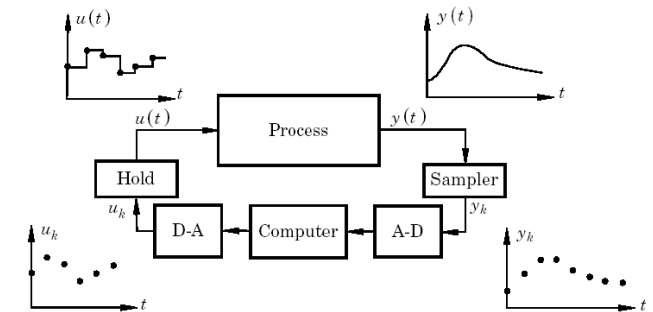 u(t)
y(t)
t
t
u(t)
Process
y(t)
Hold
Sampler
u_k
y_k
D-A
Computer
A-D
u_k
y_k
t
t